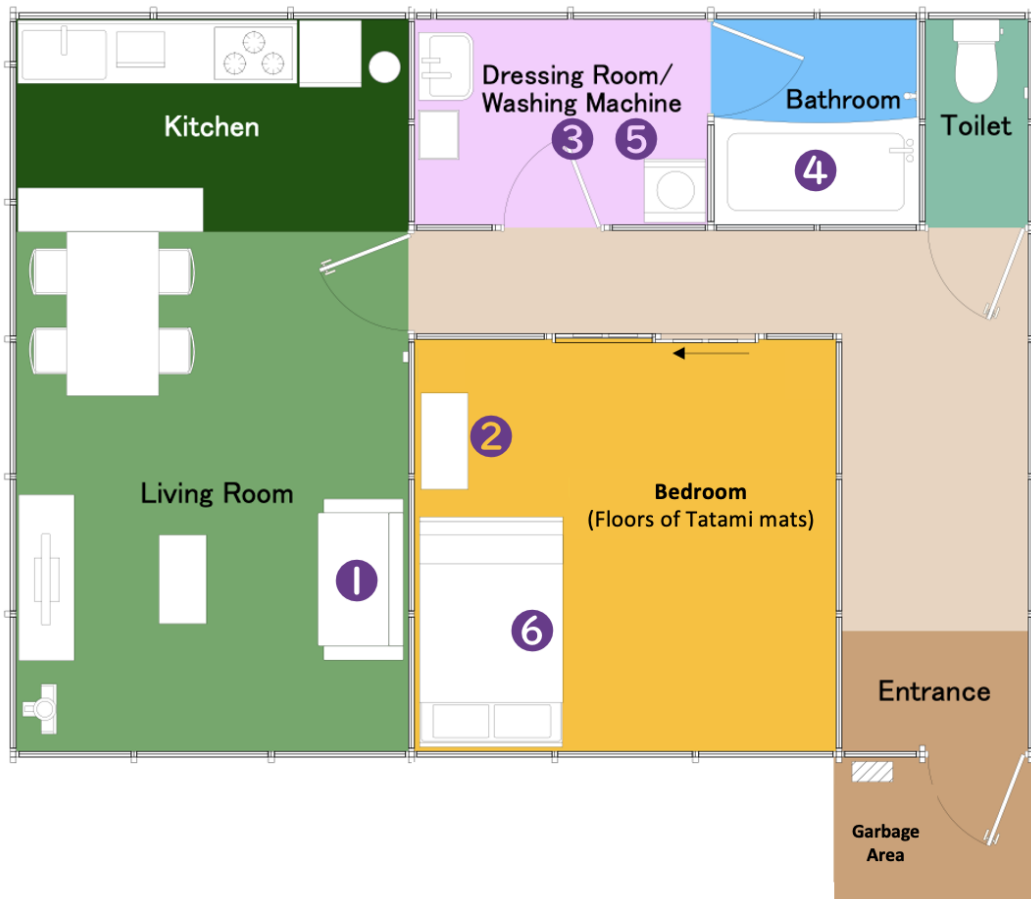 Kitchen
Dressing Room/
Washing Machine
3 5
Bathroom
4
Toilet
Living Room
1
2
Bedroom
(Floors of Tatami mats)
6
Entrance
Garbage
Area